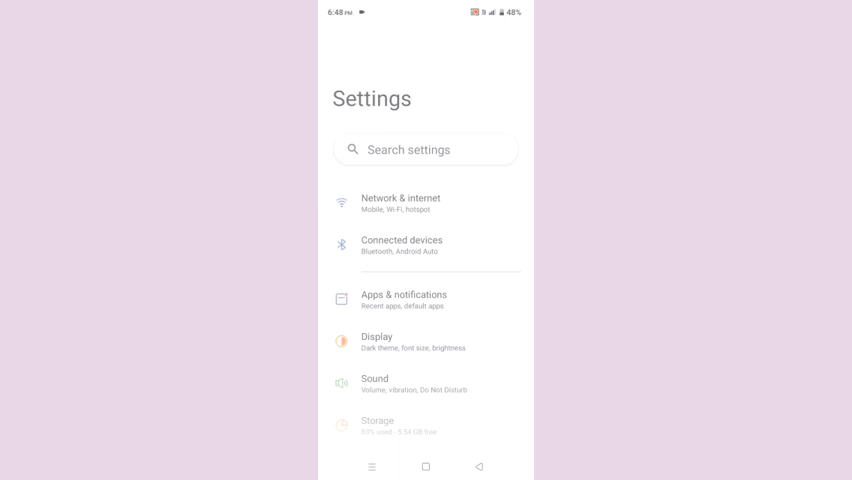 6:48 PM 48%
Settings
Search settings
Network & internet
Mobile, Wi-Fi, hotspot
Connected devices
Bluetooth, Android Auto
Apps & notifications
Recent apps, default apps
Display
Dark theme, font size, brightness
Sound
Volume, vibration, Do Not Disturb
Storage
83% used - 5.54 GB free